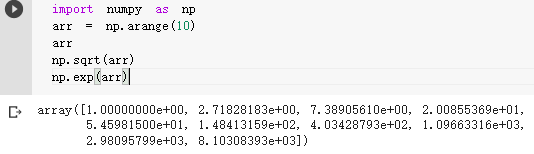 import numpy as np
arr = np.arange(10)
arr
np.sqrt(arr)
np.exp(arr)
array([1.00000000e+00, 2.71828183e+00, 7.38905610e+00, 2.00855369e+01,
5.45981500e+01, 1.48413159e+02, 4.03428793e+02, 1.09663316e+03,
2.98095799e+03, 8.10308393e+03])